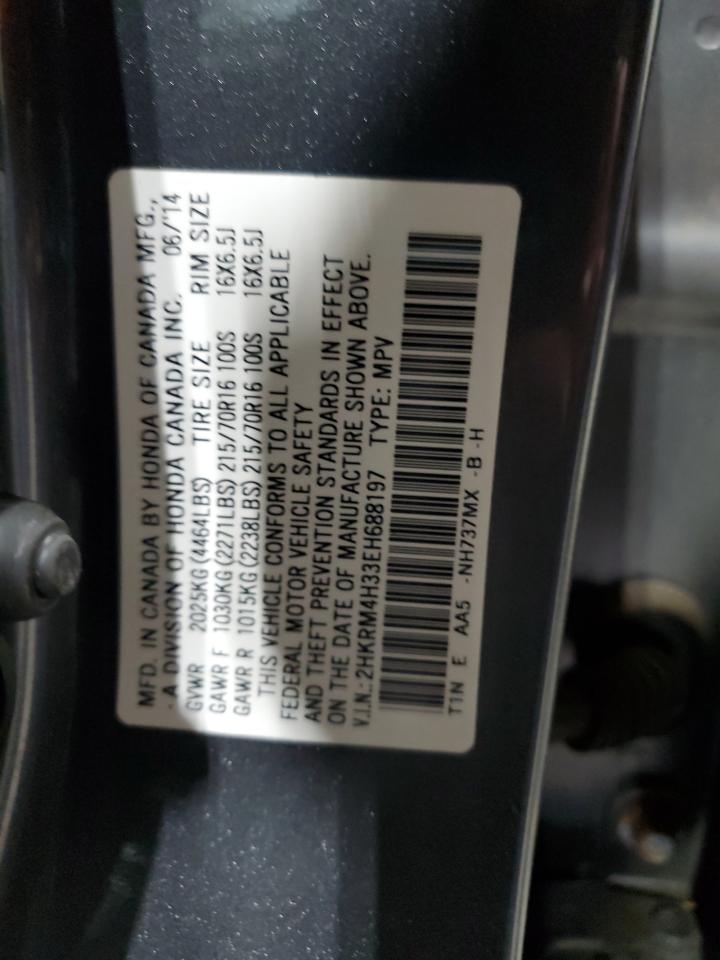 MFD. IN CANADA BY HONDA OF CANADA MFG.,
A DIVISION OF HONDA CANADA INC. 06/'14
GVWR 2025KG(4464LBS) TIRE SIZE RIM SIZE
GAWR F 1030KG(2271LBS)215/70R16 100S 16X6.5J
GAWR R 1015KG(2238LBS)215/70R16 100S 16X6.5J
THIS VEHICLE CONFORMS TO ALL APPLICABLE
FEDERAL MOTOR VEHICLE SAFETY
AND THEFT PREVENTION STANDARDS IN EFFECT
ON THE DATE OF MANUFACTURE SHOWN ABOVE.
V.I.N.:2HKRM4H33EH688197 TYPE: MPV
T1N E AA5 -NH737MX -B -H